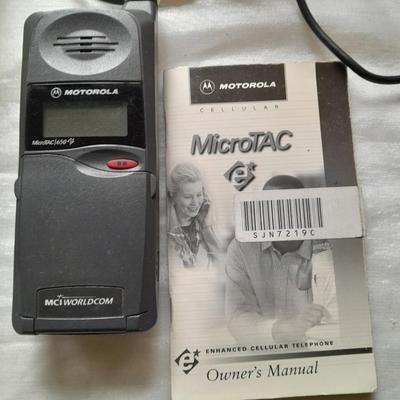 MOTOROLA
MicroTAC 650 e
MCI WORLDCOM
MOTOROLA
CELLULAR
MicroTAC
e
SJN7219C
e ENHANCED CELLULAR TELEPHONE
Owner's Manual